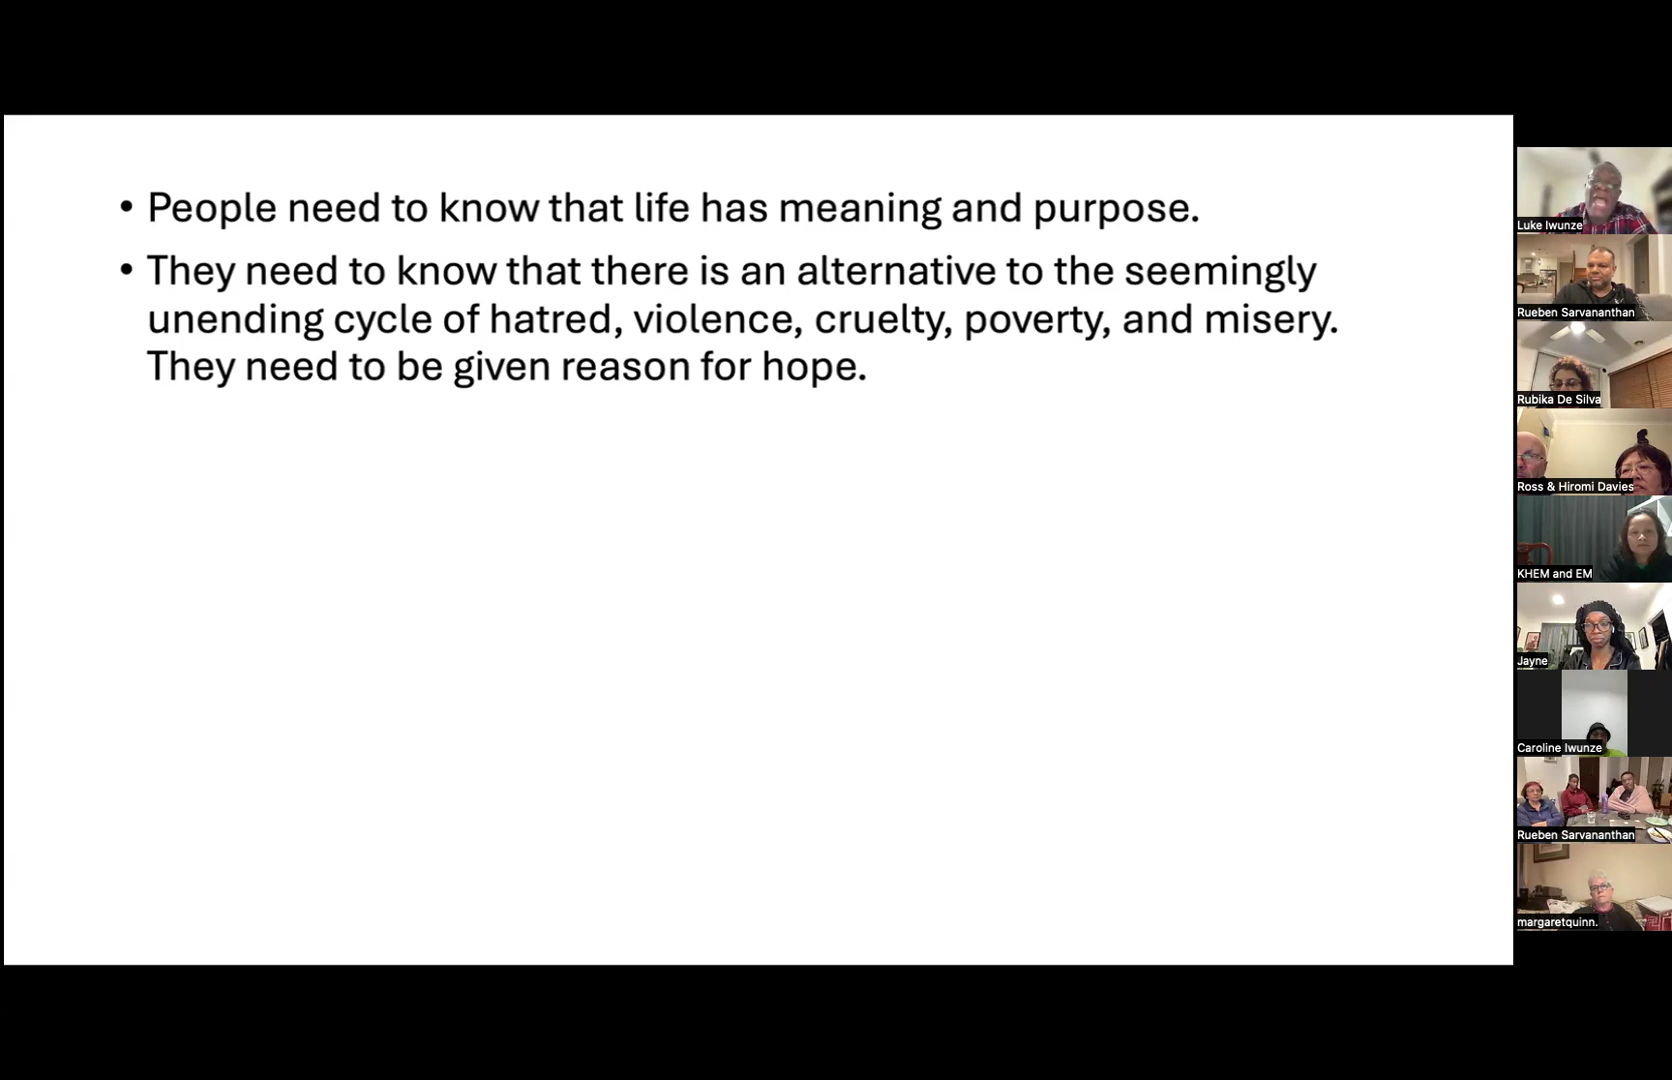 • People need to know that life has meaning and purpose.
• They need to know that there is an alternative to the seemingly
unending cycle of hatred, violence, cruelty, poverty, and misery.
They need to be given reason for hope.
Luke Iwunze
Rueben Sarvananthan
Rubika De Silva
Ross & Hiromi Davies
KHEM and EM
Jayne
Caroline Iwunze
Rueben Sarvananthan
margaretquinn.